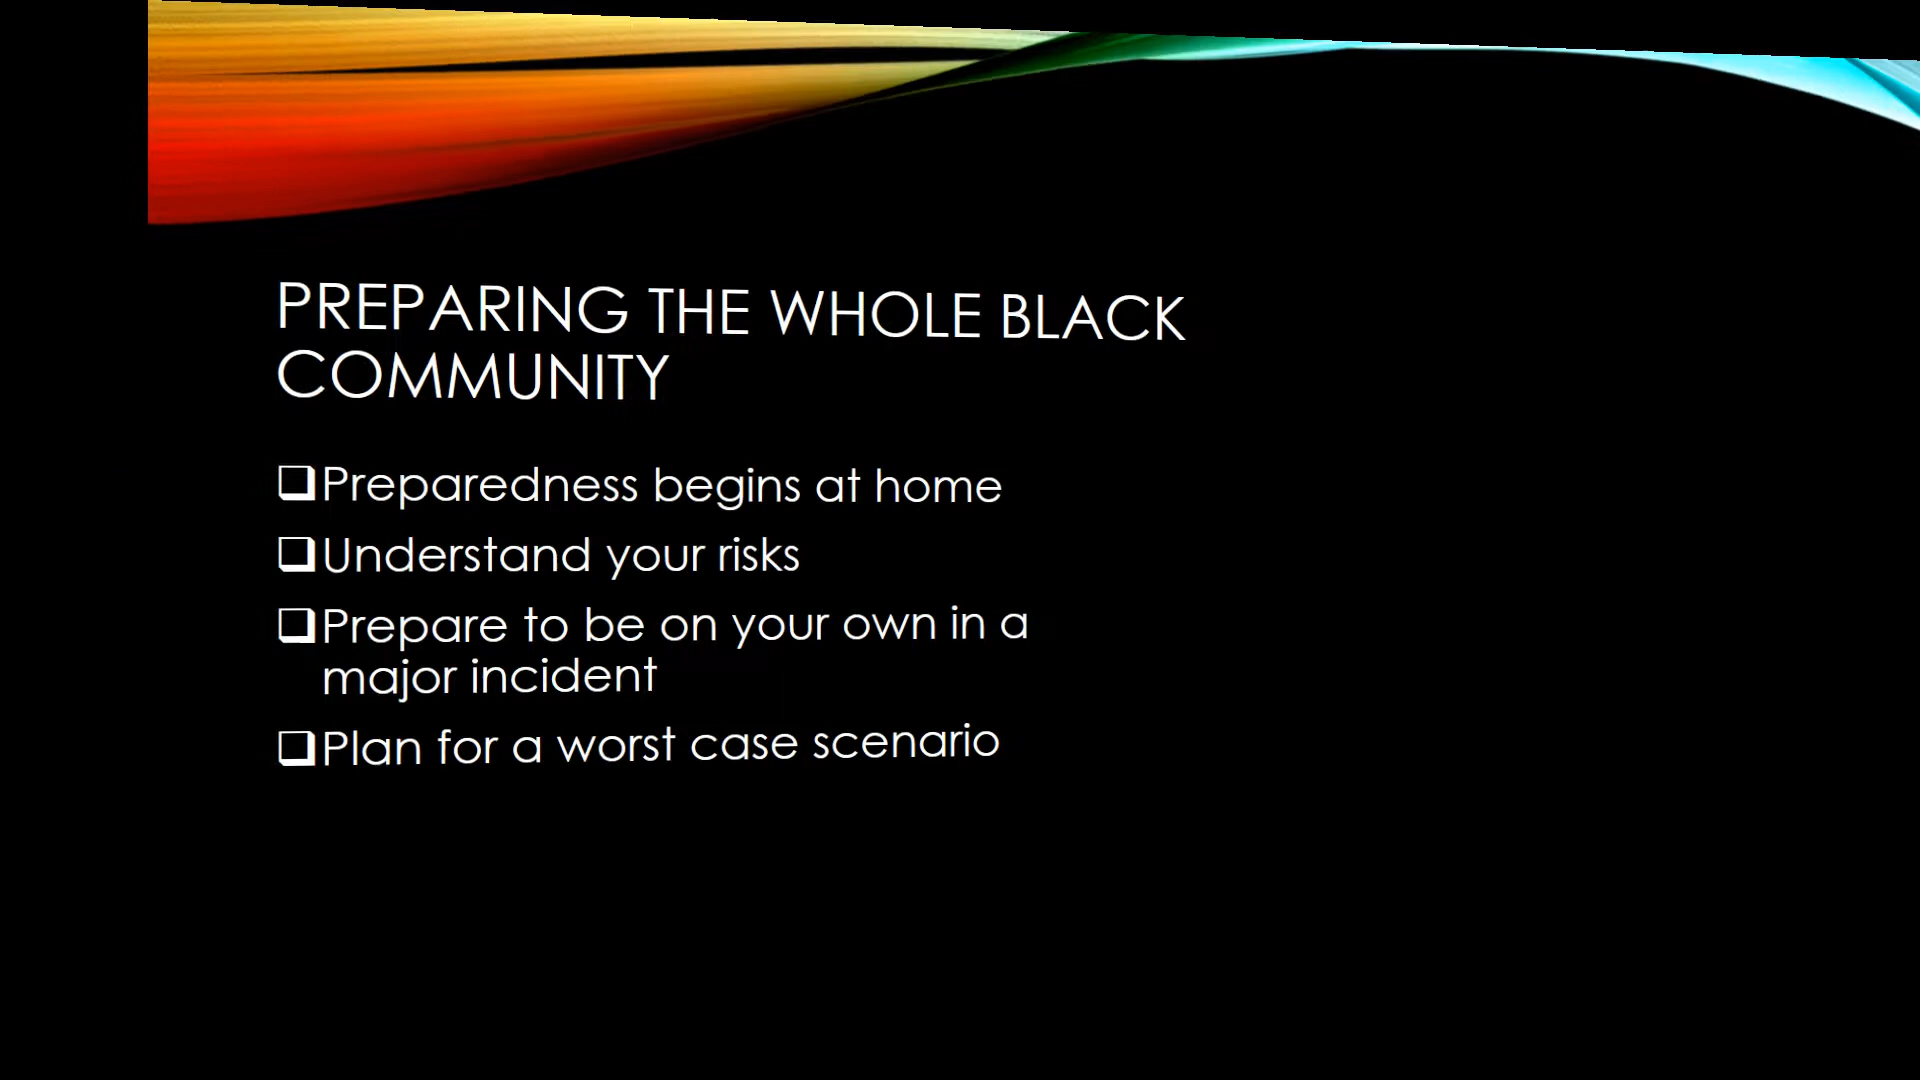 PREPARING THE WHOLE BLACK
COMMUNITY
❑Preparedness begins at home
❑Understand your risks
❑Prepare to be on your own in a
major incident
❑Plan for a worst case scenario